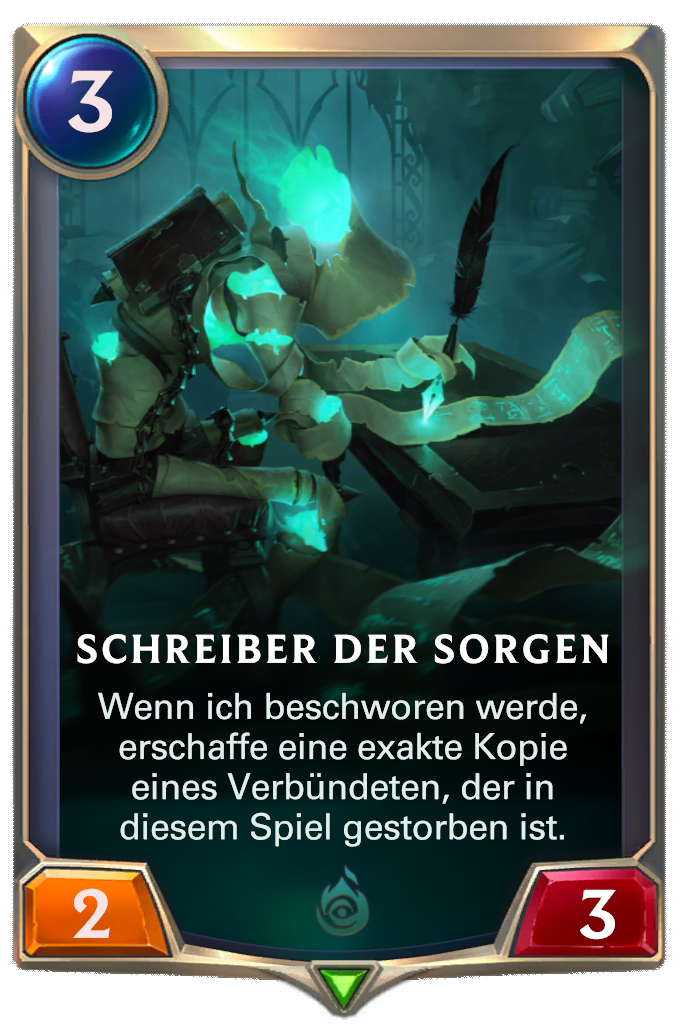 3
SCHREIBER DER SORGEN
Wenn ich beschworen werde,
erschaffe eine exakte Kopie
eines Verbündeten, der in
diesem Spiel gestorben ist.
2
3